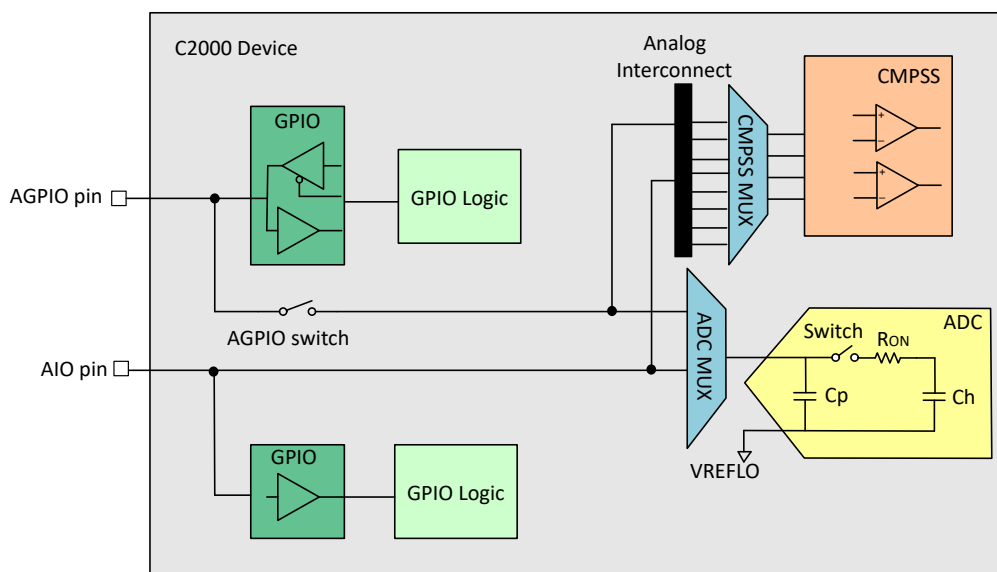 C2000 Device
Analog
Interconnect
CMPSS
GPIO
CMPSS MUX
+
−
+
−
GPIO Logic
AGPIO pin
AGPIO switch
ADC MUX
ADC
Switch
RON
AIO pin
Cp
Ch
VREFLO
GPIO
GPIO Logic